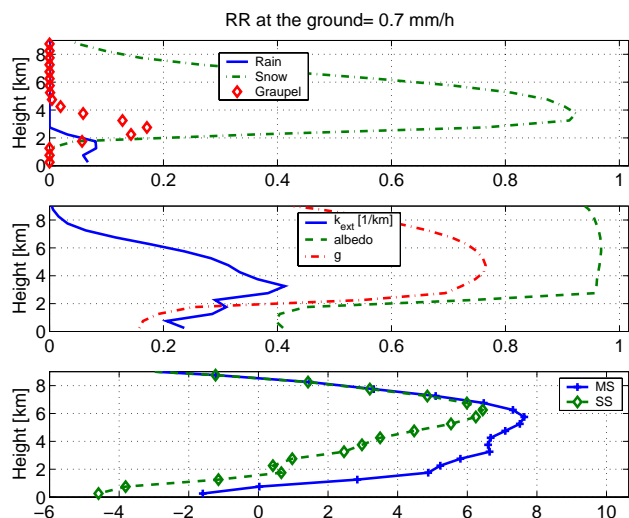 RR at the ground= 0.7 mm/h
Height [km]
8
6
4
2
0
Rain
Snow
Graupel
0 0.2 0.4 0.6 0.8 1
Height [km]
8
6
4
2
0
k_ext [1/km]
albedo
g
0 0.2 0.4 0.6 0.8 1
Height [km]
8
6
4
2
0
MS
SS
−6 −4 −2 0 2 4 6 8 10